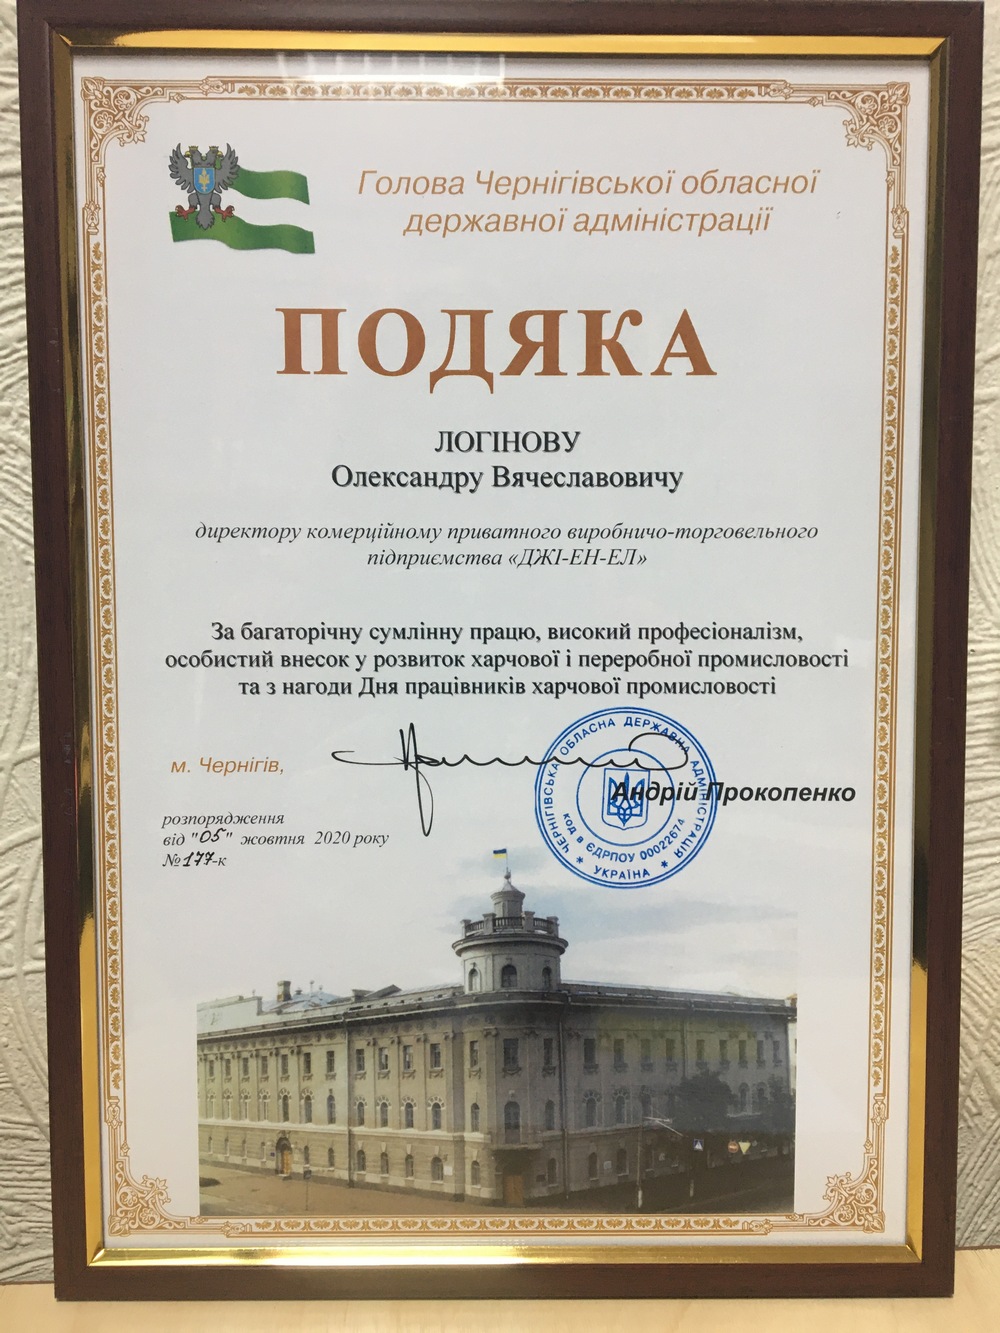 Голова Чернігівської обласної
державної адміністрації
ПОДЯКА
ЛОГІНОВУ
Олександру Вячеславовичу
директору комерційному приватного виробничо-торговельного
підприємства «ДЖІ-ЕН-ЕЛ»
За багаторічну сумлінну працю, високий професіоналізм,
особистий внесок у розвиток харчової і переробної промисловості
та з нагоди Дня працівників харчової промисловості
м. Чернігів,
Андрій Прокопенко
розпорядження
від "05" жовтня 2020 року
№177-к
ЧЕРНІГІВСЬКА ОБЛАСНА ДЕРЖАВНА АДМІНІСТРАЦІЯ
код в ЄДРПОУ 00022674
* УКРАЇНА *